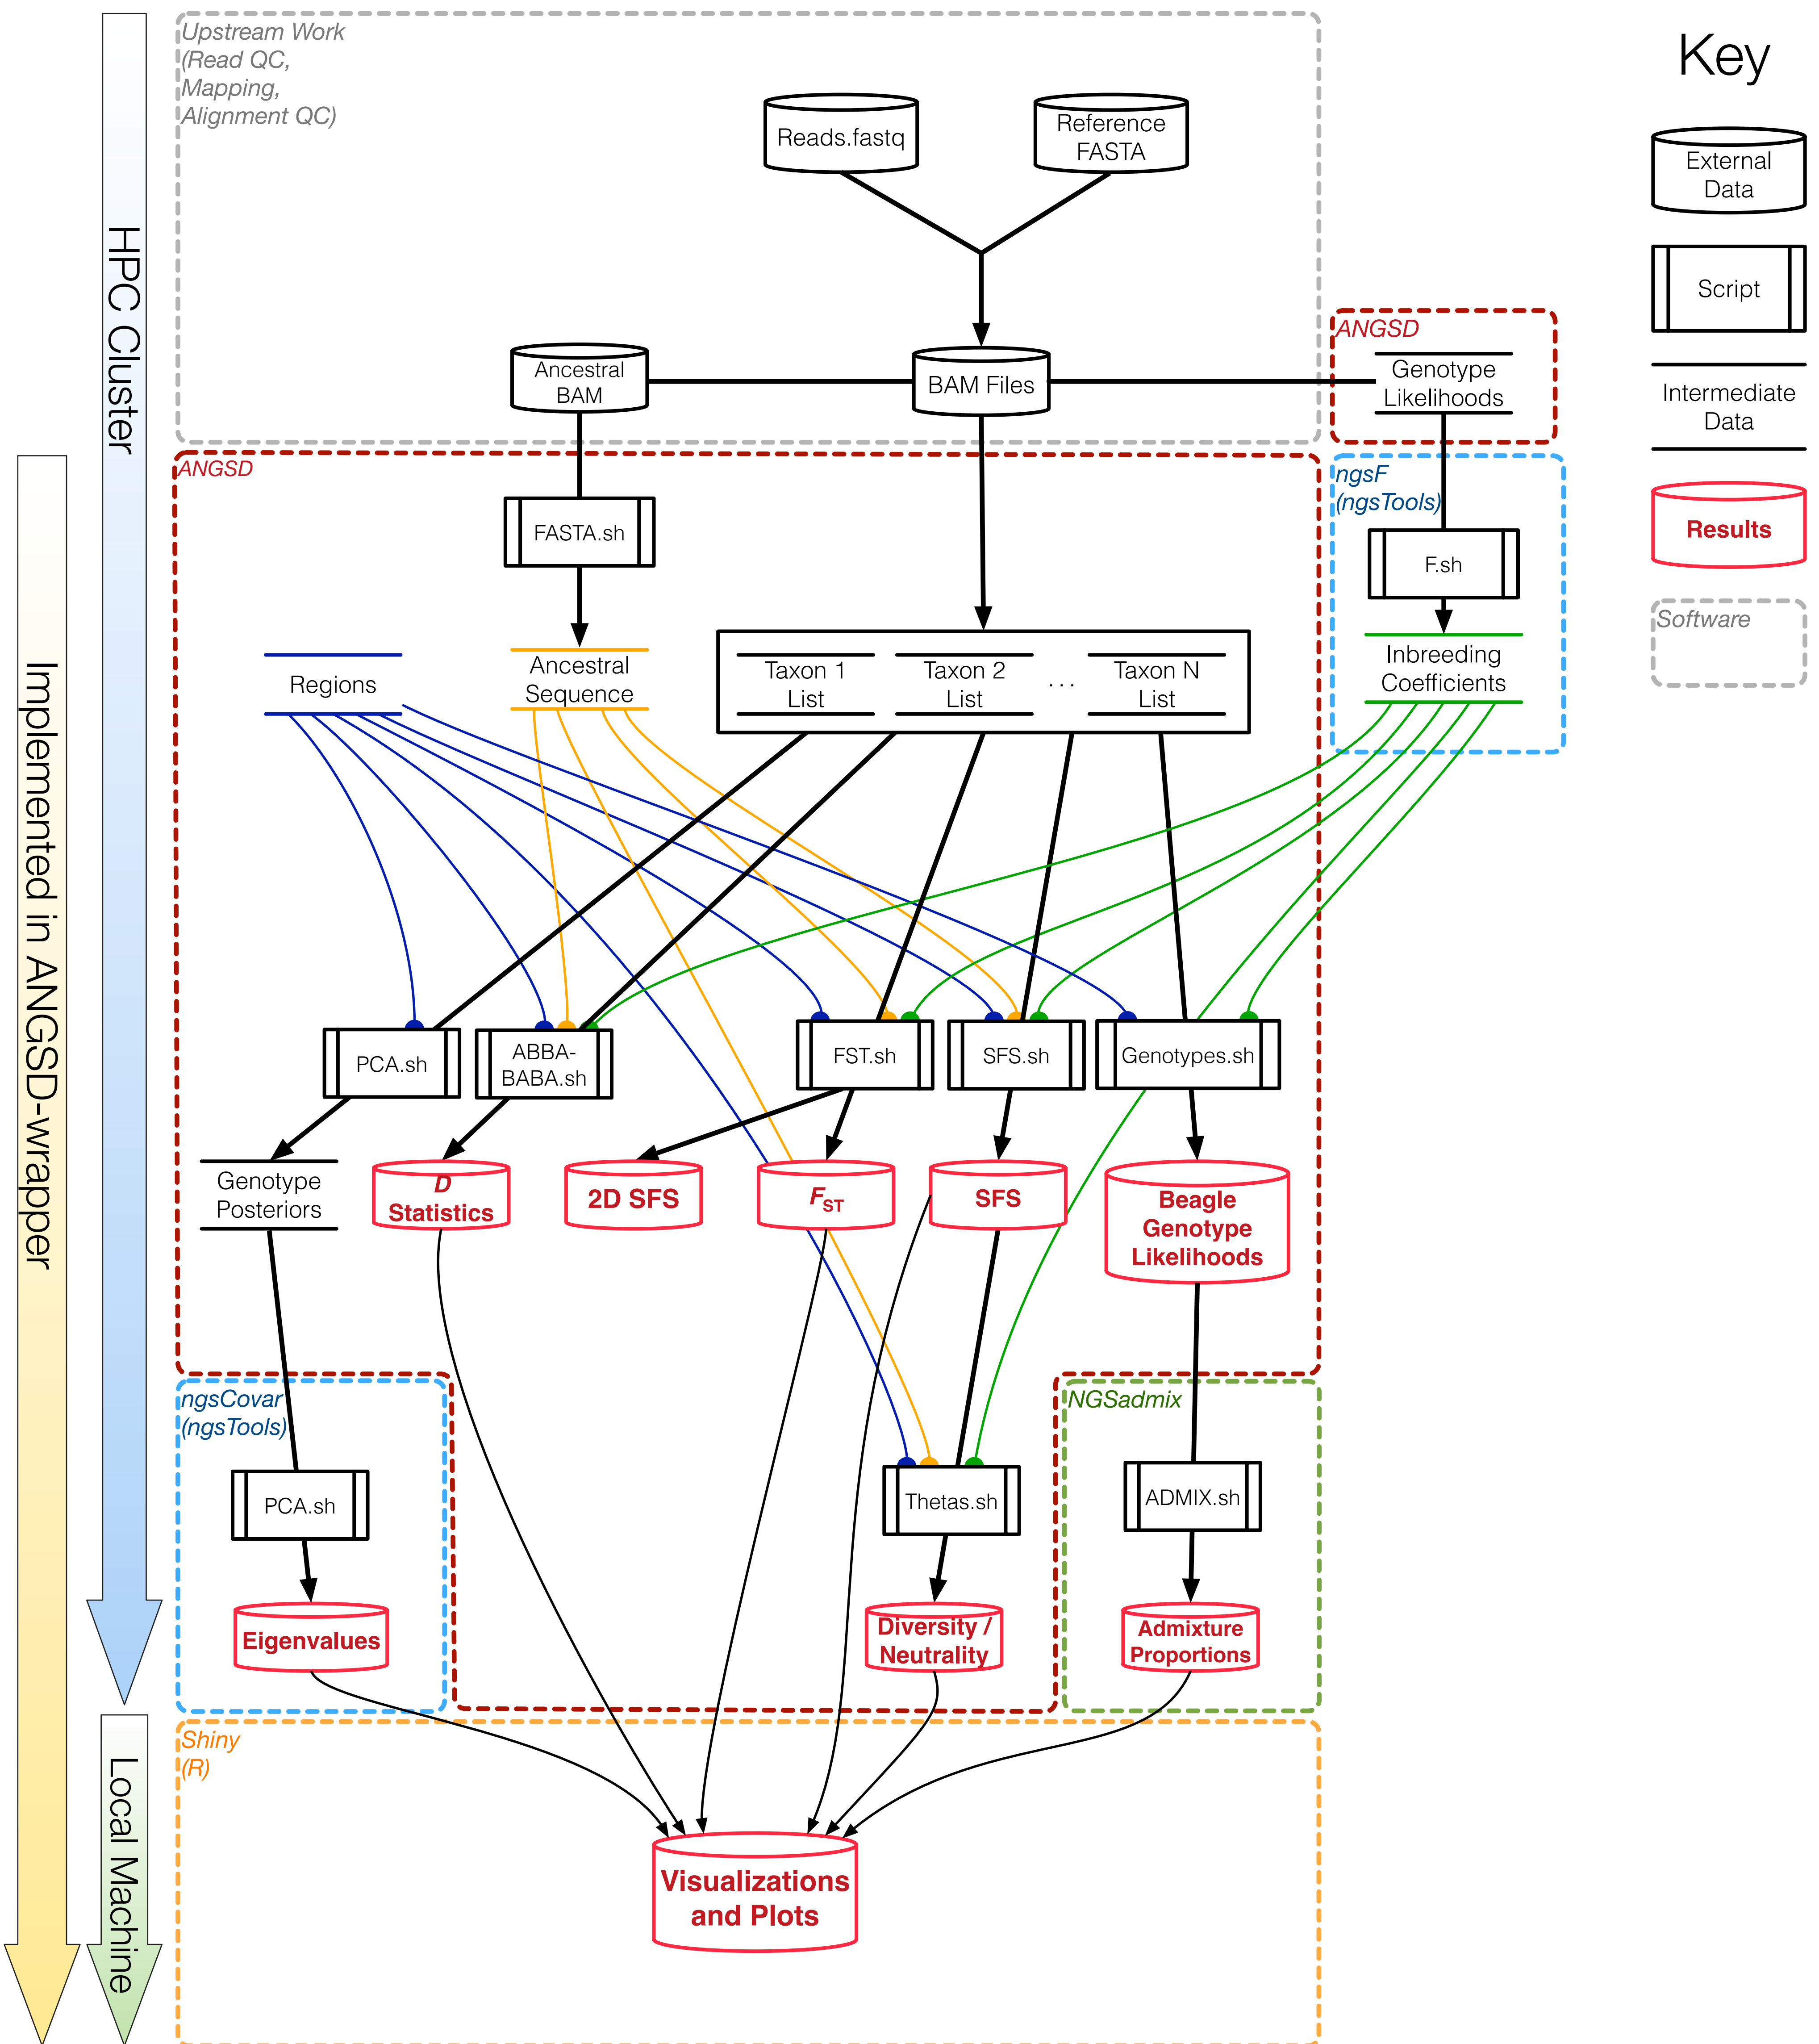 Upstream Work
(Read QC,
Mapping,
Alignment QC)
Reads.fastq
Reference
FASTA
Key
External
Data
Script
Intermediate
Data
Results
Software
HPC Cluster
Implemented in ANGSD-wrapper
Local Machine
Ancestral
BAM
BAM Files
ANGSD
Genotype
Likelihoods
ANGSD
FASTA.sh
ngsF
(ngsTools)
F.sh
Regions
Ancestral
Sequence
Taxon 1
List
Taxon 2
List
...
Taxon N
List
Inbreeding
Coefficients
PCA.sh
ABBA-
BABA.sh
FST.sh
SFS.sh
Genotypes.sh
Genotype
Posteriors
D
Statistics
2D SFS
FST
SFS
Beagle
Genotype
Likelihoods
ngsCovar
(ngsTools)
PCA.sh
Eigenvalues
Thetas.sh
Diversity /
Neutrality
NGSadmix
ADMIX.sh
Admixture
Proportions
Shiny
(R)
Visualizations
and Plots